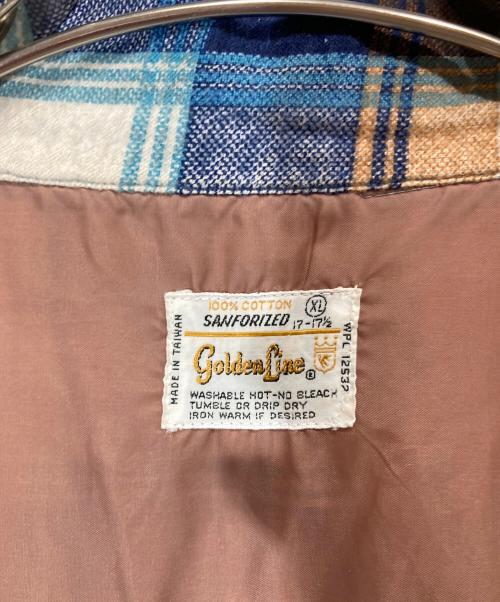 100% COTTON
SANFORIZED
XL
17-17½
MADE IN TAIWAN
Golden Line ®
WPL 12532
WASHABLE HOT-NO BLEACH
TUMBLE OR DRIP DRY
IRON WARM IF DESIRED